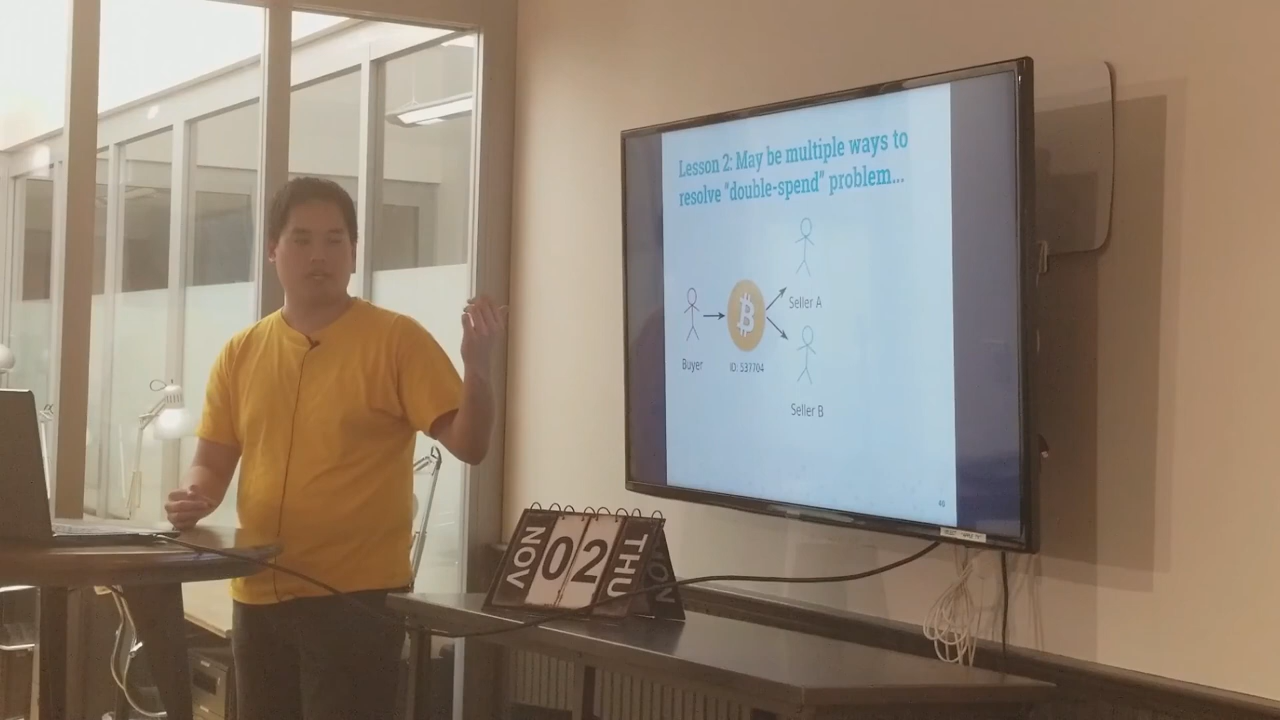 Lesson 2: May be multiple ways to
resolve "double-spend" problem...
Seller A
Buyer
ID: 537704
Seller B
40
NOV 02 THU